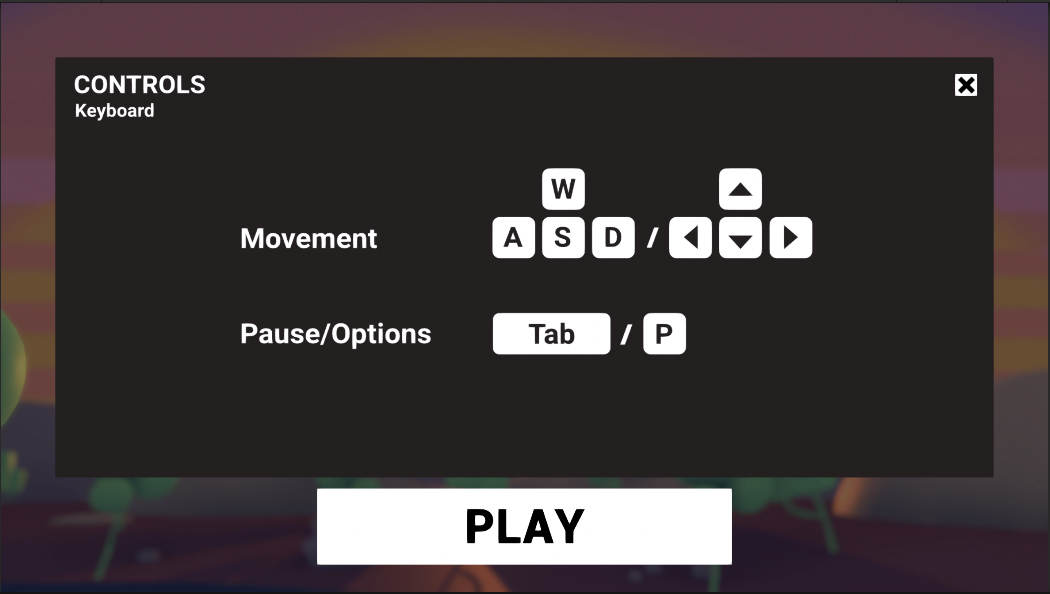 CONTROLS
Keyboard
W
Movement A S D /
Pause/Options Tab / P
PLAY